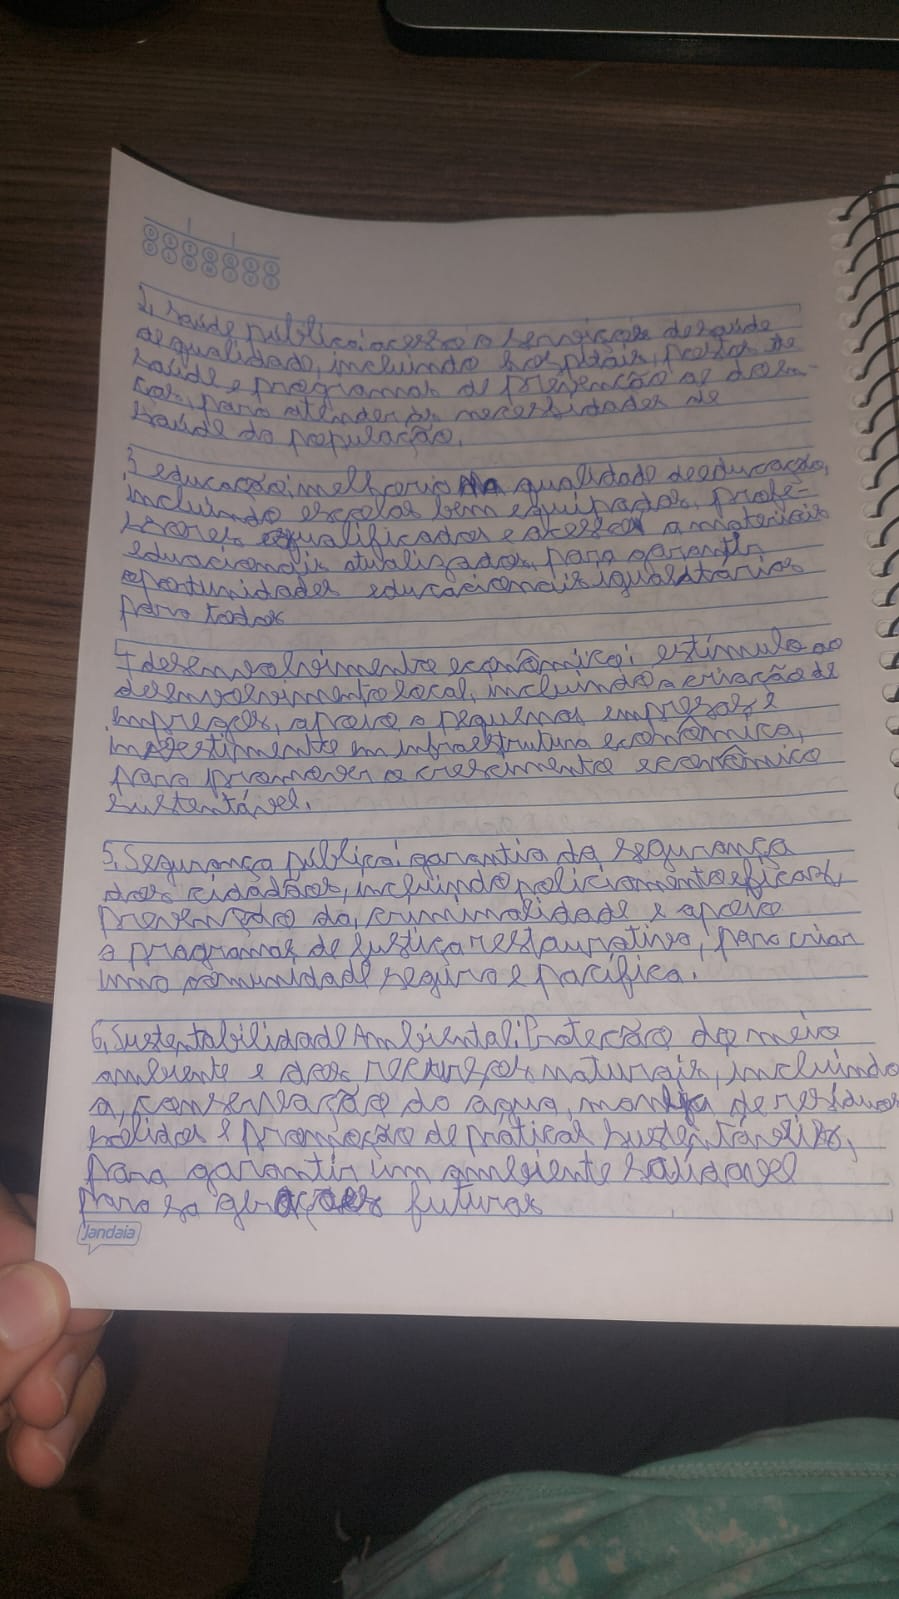 D S T Q Q S S
D L M M J V S
2, Saúde pública: acesso a serviços de saúde
de qualidade, incluindo hospitais, postos de
saúde e programas de prevenção de doen-
ças, para atender as necessidades de
saúde da população.
3 educação: melhoria na qualidade de educação,
incluindo escolas bem equipadas, profe-
ssores qualificados e acesso a materiais
educacionais atualizados, para garantir
oportunidades educacionais igualitárias
para todos
4 desenvolvimento econômico: estímulo ao
desenvolvimento local, incluindo a criação de
empregos, apoio a pequenas empresas e
investimento em infraestrutura econômica,
para promover o crescimento econômico
sustentável.
5, Segurança pública: garantia da segurança
dos cidadãos, incluindo policiamento eficaz,
prevenção da criminalidade e apoio
a programas de justiça restaurativa, para criar
uma comunidade segura e pacífica.
6, Sustentabilidade Ambiental: Proteção do meio
ambiente e dos recursos naturais, incluindo
a, conservação da água, de resíduos
sólidos e promoção de práticas sustentáveis,
para garantir um ambiente saudavel
para as gerações futuras
Jandaia